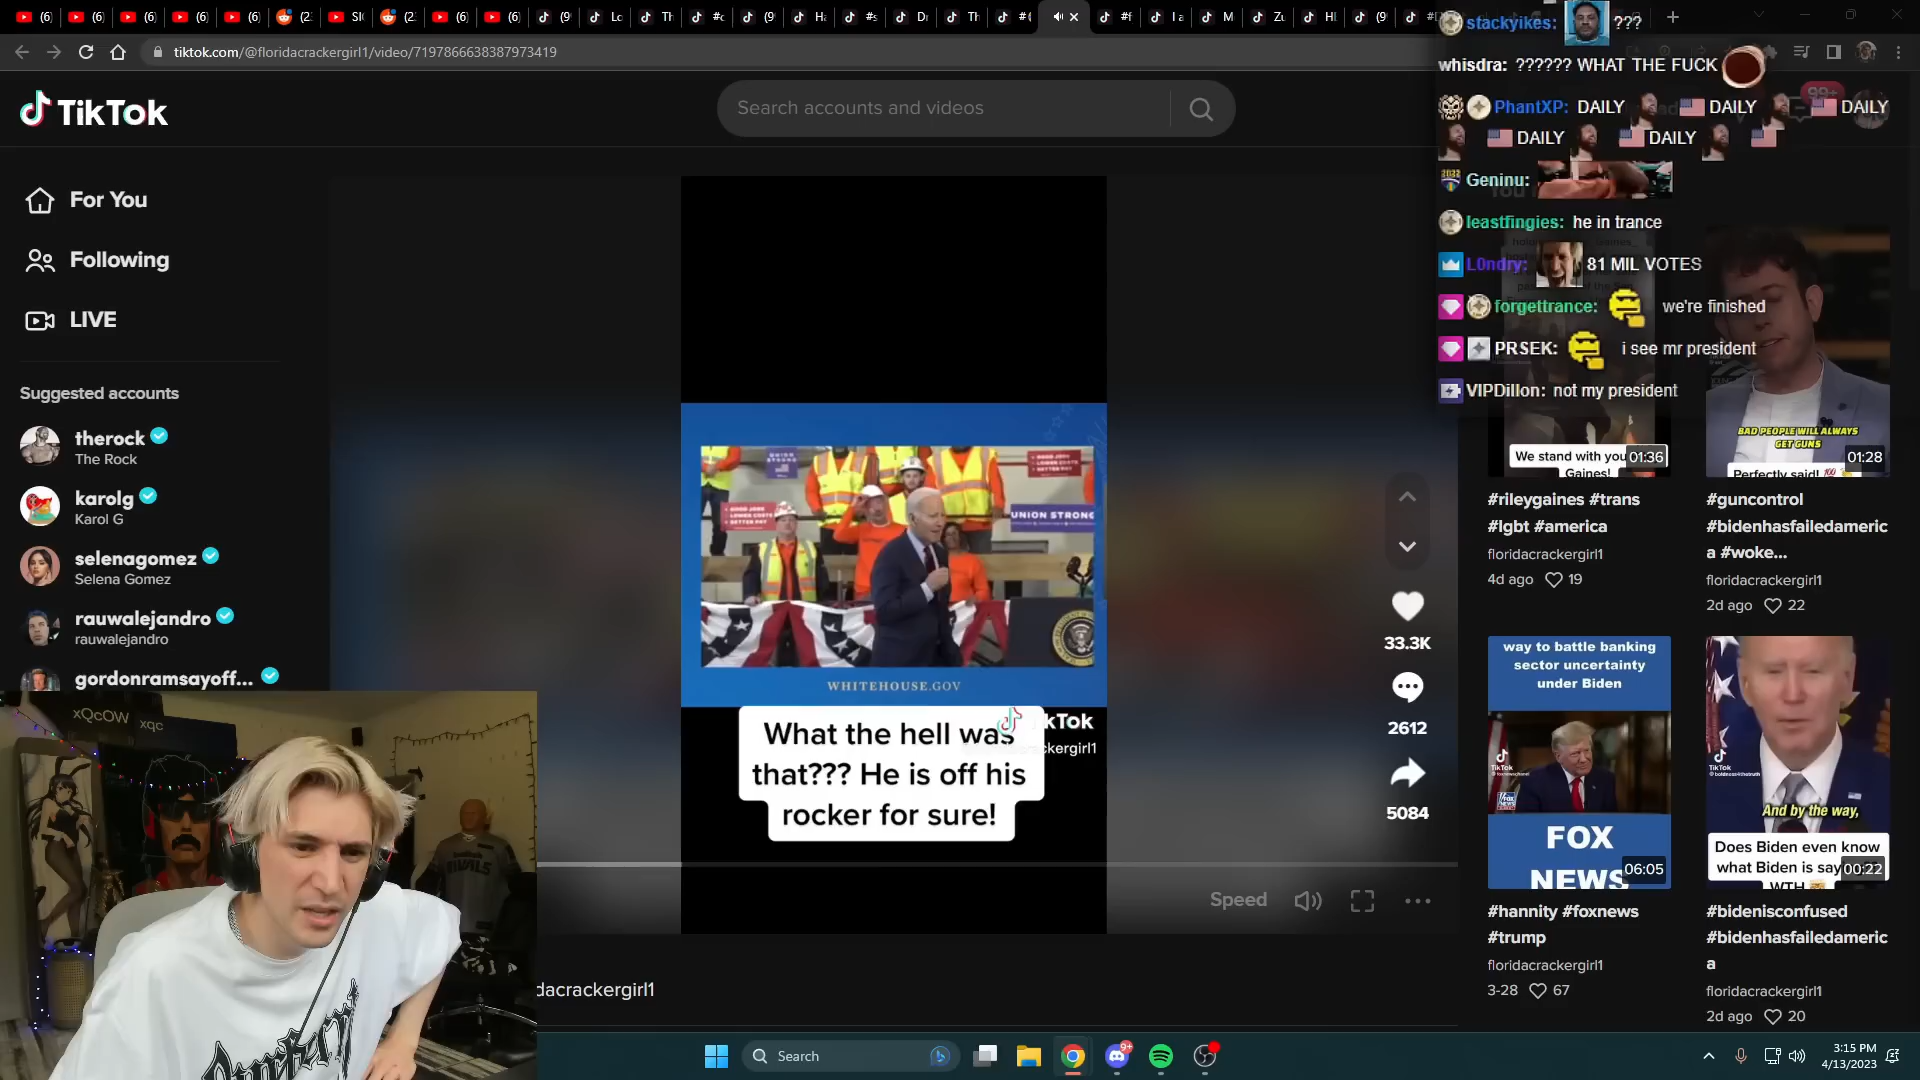 tiktok.com/@floridacrackergirl1/video/7197866638387973419
TikTok
Search accounts and videos
For You
Following
LIVE
Suggested accounts
therock
The Rock
karolg
Karol G
selenagomez
Selena Gomez
rauwalejandro
rauwalejandro
gordonramsayoff...
xQcOW xqc
UNION STRONG
WHITEHOUSE.GOV
What the hell was
that??? He is off his
rocker for sure!
33.3K
2612
5084
Speed
dacrackergirl1
stackyikes: ???
whisdra: ?????? WHAT THE FUCK
PhantXP: DAILY DAILY DAILY
DAILY DAILY
Geninu:
leastfingies: he in trance
L0ndry: 81 MIL VOTES
forgettrance: we're finished
PRSEK: i see mr president
VIPDillon: not my president
99+
We stand with you
Gaines!
01:36
#rileygaines #trans
#lgbt #america
floridacrackergirl1
4d ago 19
BAD PEOPLE WILL ALWAYS
GET GUNS
Perfectly said!
01:28
#guncontrol
#bidenhasfailedameric
a #woke...
floridacrackergirl1
2d ago 22
way to battle banking
sector uncertainty
under Biden
TikTok
FOX
NEWS
06:05
#hannity #foxnews
#trump
floridacrackergirl1
3-28 67
TikTok
And by the way,
Does Biden even know
what Biden is say
WTH
00:22
#bidenisconfused
#bidenhasfailedameric
a
floridacrackergirl1
2d ago 20
Search
9+
3:15 PM
4/13/2023